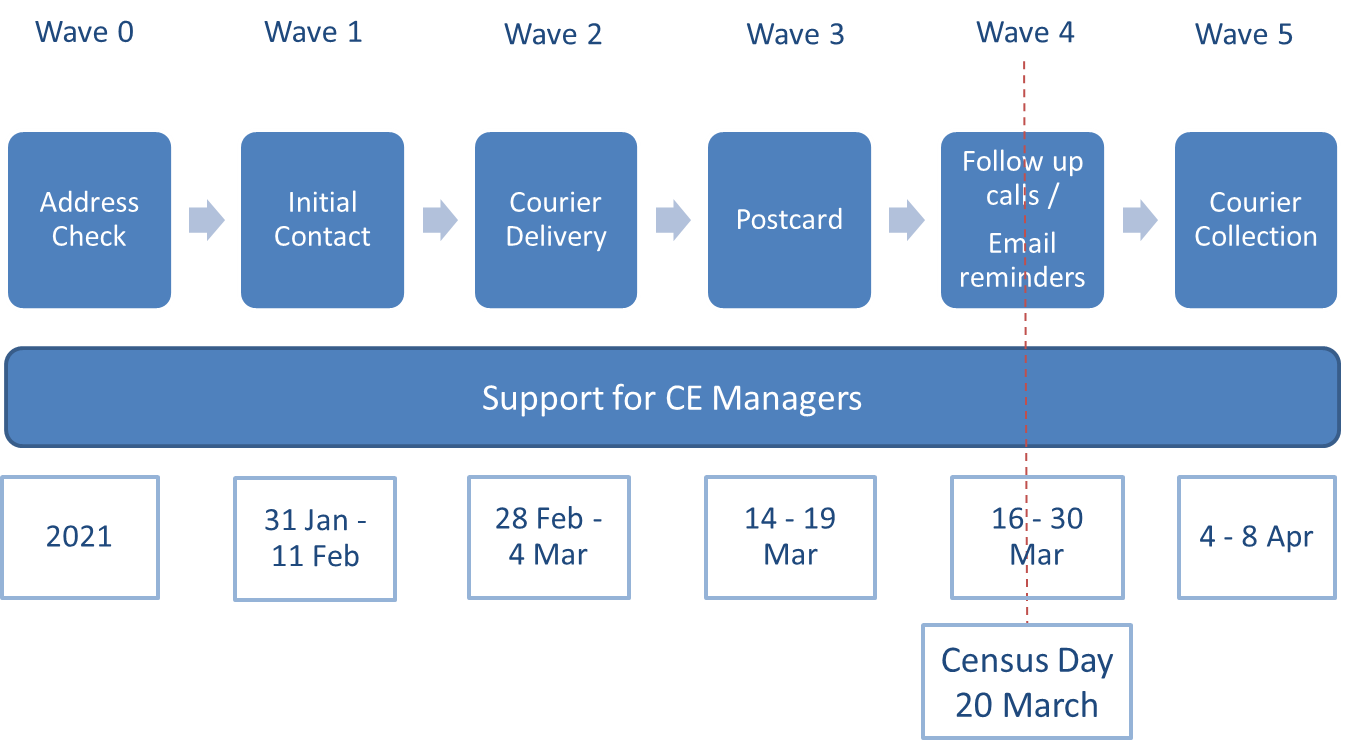 Wave 0
Wave 1
Wave 2
Wave 3
Wave 4
Wave 5
Address
Check
Initial
Contact
Courier
Delivery
Postcard
Follow up
calls /
Email
reminders
Courier
Collection
Support for CE Managers
2021
31 Jan -
11 Feb
28 Feb -
4 Mar
14 - 19
Mar
16 - 30
Mar
4 - 8 Apr
Census Day
20 March